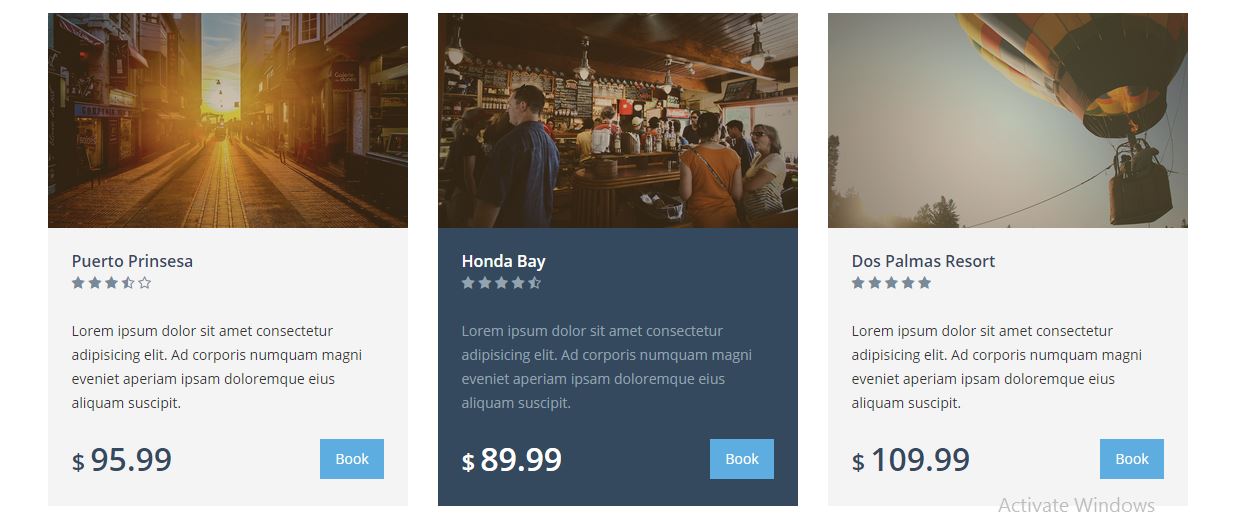 Galerie
des dunes
Puerto Prinsesa
Lorem ipsum dolor sit amet consectetur
adipisicing elit. Ad corporis numquam magni
eveniet aperiam ipsam doloremque eius
aliquam suscipit.
$ 95.99
Book
Honda Bay
Lorem ipsum dolor sit amet consectetur
adipisicing elit. Ad corporis numquam magni
eveniet aperiam ipsam doloremque eius
aliquam suscipit.
$ 89.99
Book
Dos Palmas Resort
Lorem ipsum dolor sit amet consectetur
adipisicing elit. Ad corporis numquam magni
eveniet aperiam ipsam doloremque eius
aliquam suscipit.
$ 109.99
Book
Activate Windows